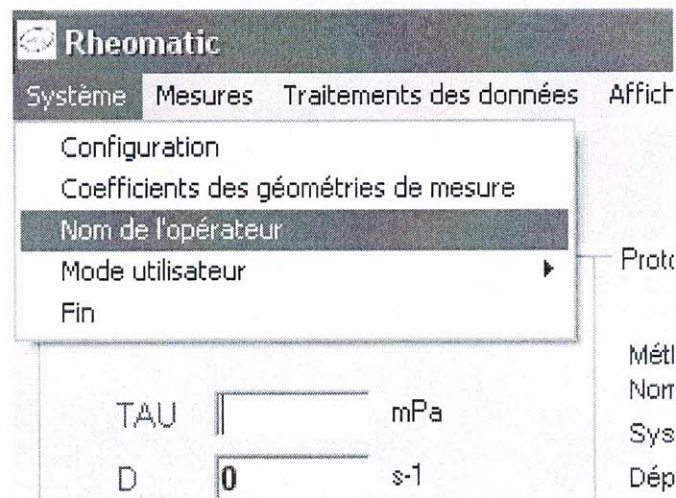 Rheomatic
Système Mesures Traitements des données Affich
Configuration
Coefficients des géométries de mesure
Nom de l'opérateur
Mode utilisateur
Fin
Proto
Méth
Nom
TAU mPa
Sys
D 0 s-1
Dép